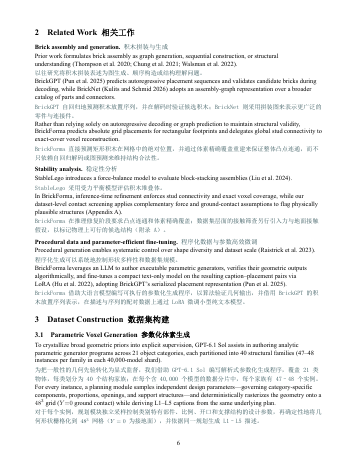 2 Related Work 相关工作
Brick assembly and generation. 积木拼装与生成
Prior work formulates brick assembly as graph generation, sequential construction, or structural
understanding (Thompson et al. 2020; Chung et al. 2021; Walsman et al. 2022).
以往研究将积木拼装表述为图生成、顺序构造或结构理解问题。
BrickGPT (Pun et al. 2025) predicts autoregressive placement sequences and validates candidate bricks during
decoding, while BrickNet (Kulits and Schmid 2026) adopts an assembly-graph representation over a broader
catalog of parts and connectors.
BrickGPT 自回归地预测积木放置序列，并在解码时验证候选积木。BrickNet 则采用拼装图来表示更广泛的
零件与连接件。
Rather than relying solely on autoregressive decoding or graph prediction to maintain structural validity,
BrickForma predicts absolute grid placements for rectangular footprints and delegates global stud connectivity to
exact-cover voxel reconstruction.
BrickForma 直接预测矩形积木在网格中的绝对位置，并通过体素精确覆盖重建来保证整体凸点连通，而不
只依赖自回归解码或图预测来维持结构合法性。
Stability analysis. 稳定性分析
StableLego introduces a force-balance model to evaluate block-stacking assemblies (Liu et al. 2024).
StableLego 采用受力平衡模型评估积木堆叠体。
In BrickForma, inference-time refinement enforces stud connectivity and exact voxel coverage, while our
dataset-level contact screening applies complementary force and ground-contact assumptions to flag physically
plausible structures (Appendix A).
BrickForma 在推理修复阶段要求凸点连通和体素精确覆盖；数据集层面的接触筛查另行引入力与地面接触
假设，以标记物理上可行的候选结构（附录 A）。
Procedural data and parameter-efficient fine-tuning. 程序化数据与参数高效微调
Procedural generation enables systematic control over shape diversity and dataset scale (Raistrick et al. 2023).
程序化生成可以系统地控制形状多样性和数据集规模。
BrickForma leverages an LLM to author executable parametric generators, verifies their geometric outputs
algorithmically, and fine-tunes a compact text-only model on the resulting caption-placement pairs via
LoRA (Hu et al. 2022), adopting BrickGPT's serialized placement representation (Pun et al. 2025).
BrickForma 借助大语言模型编写可执行的参数化生成程序，以算法验证几何输出，并借用 BrickGPT 的积
木放置序列表示，在描述与序列的配对数据上通过 LoRA 微调小型纯文本模型。
3 Dataset Construction 数据集构建
3.1 Parametric Voxel Generation 参数化体素生成
To crystallize broad geometric priors into explicit supervision, GPT-6.1 Sol assists in authoring analytic
parametric generator programs across 21 object categories, each partitioned into 40 structural families (47–48
instances per family in each 40,000-model shard).
为把一般性的几何先验转化为显式监督，我们借助 GPT-6.1 Sol 编写解析式参数化生成程序，覆盖 21 类
物体，每类划分为 40 个结构家族；在每个含 40,000 个模型的数据分片中，每个家族有 47–48 个实例。
For every instance, a planning module samples independent design parameters—governing category-specific
components, proportions, openings, and support structures—and deterministically rasterizes the geometry onto a
48³ grid (Y=0 ground contact) while deriving L1–L5 captions from the same underlying plan.
对于每个实例，规划模块独立采样控制类别特有部件、比例、开口和支撑结构的设计参数，再确定性地将几
何形状栅格化到 48³ 网格（Y = 0 为接地面），并依据同一规划生成 L1–L5 描述。
6